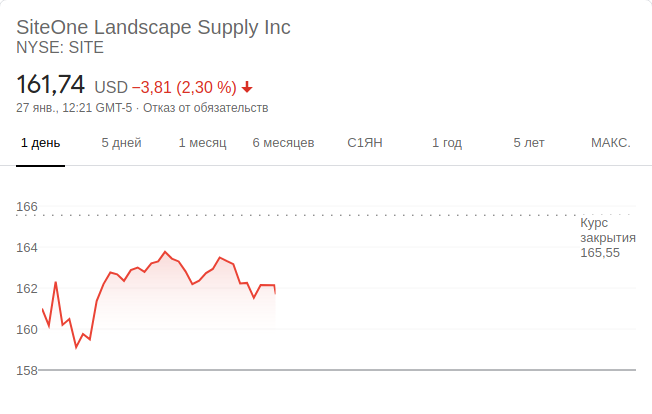 SiteOne Landscape Supply Inc
NYSE: SITE
161,74 USD −3,81 (2,30 %)
27 янв., 12:21 GMT-5 · Отказ от обязательств
1 день 5 дней 1 месяц 6 месяцев С1ЯН 1 год 5 лет МАКС.
166
Курс
закрытия
165,55
164
162
160
158